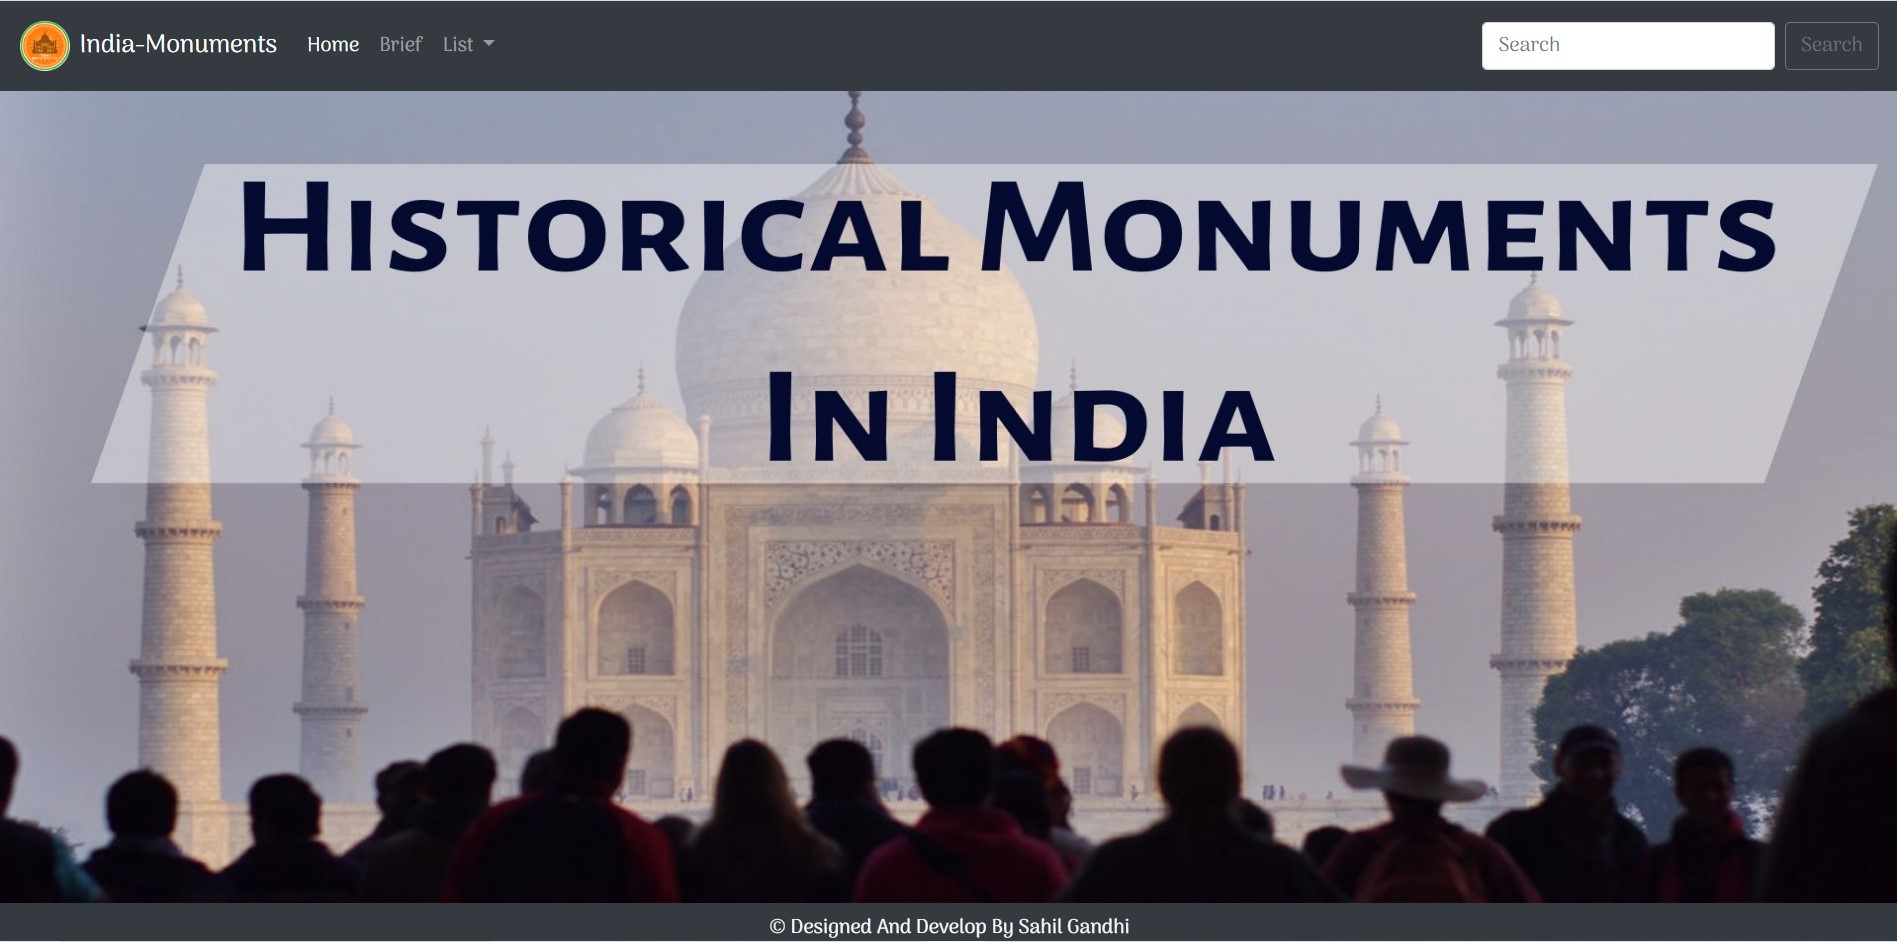 India-Monuments Home Brief List Search Search
Historical Monuments
In India
© Designed And Develop By Sahil Gandhi